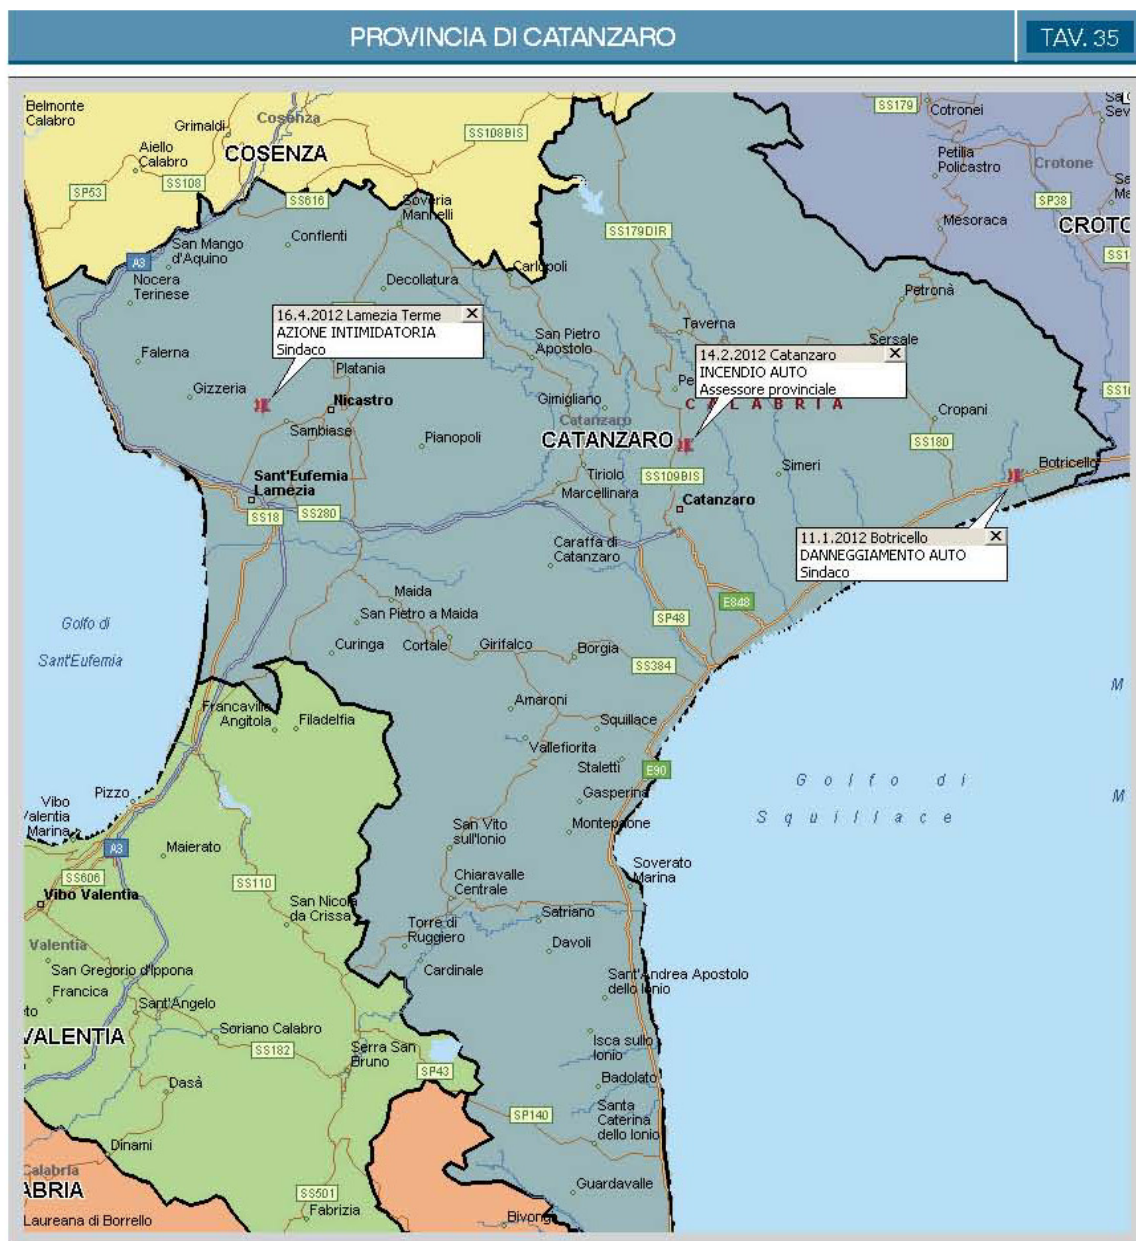 PROVINCIA DI CATANZARO
TAV. 35
Belmonte
Calabro
Grimaldi
Cosenza
COSENZA
Aiello
Calabro
SP53
SS108
SS108BIS
SS616
SS179
Cotronei
Petilia
Policastro
Crotone
SP38
Mesoraca
Soveria
Mannelli
SS179DIR
Conflenti
San Mango
d'Aquino
A3
Nocera
Terinese
Decollatura
Carlopoli
Petronà
16.4.2012 Lamezia Terme
AZIONE INTIMIDATORIA
Sindaco
San Pietro
Apostolo
Taverna
Sersale
14.2.2012 Catanzaro
INCENDIO AUTO
Assessore provinciale
Falerna
Platania
Gizzeria
Nicastro
Gimigliano
CALABRIA
Cropani
Sambiase
Pianopoli
Catanzaro
CATANZARO
SS180
Botricello
Sant'Eufemia
Lamezia
Tiriolo
SS109BIS
Simeri
Marcellinara
Catanzaro
SS18
SS280
11.1.2012 Botricello
DANNEGGIAMENTO AUTO
Sindaco
Caraffa di
Catanzaro
Maida
San Pietro a Maida
SP48
E848
Golfo di
Sant'Eufemia
Curinga
Cortale
Girifalco
Borgia
SS384
Francavilla
Angitola
Filadelfia
Amaroni
Squillace
Vallefiorita
Staletti
E90
Gasperina
Golfo di
Squillace
M
M
Pizzo
Vibo
Valentia
Marina
Montepaone
San Vito
sull'Ionio
A3
Maierato
Soverato
Marina
SS606
SS110
Chiaravalle
Centrale
Vibo Valentia
San Nicola
da Crissa
Satriano
Torre di
Ruggiero
Davoli
Valentia
San Gregorio d'Ippona
Cardinale
Sant'Andrea Apostolo
dello Ionio
Francica
Sant'Angelo
VALENTIA
Soriano Calabro
SS182
Serra San
Bruno
Isca sullo
Ionio
SP43
Badolato
Dasà
SP140
Santa
Caterina
dello Ionio
Dinami
Calabria
ABRIA
SS501
Guardavalle
Laureana di Borrello
Fabrizia
Bivong